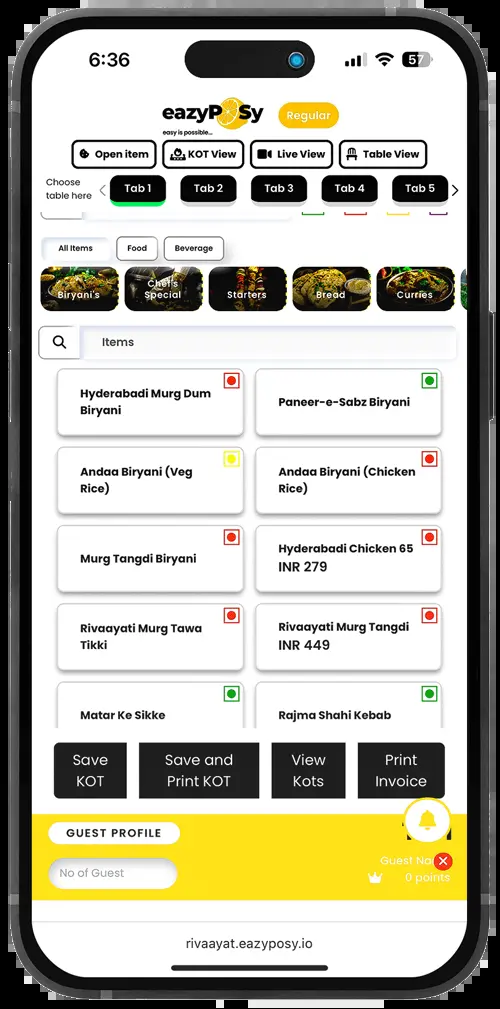 6:36
57
eazyPOSy
easy is possible...
Regular
Open item
KOT View
Live View
Table View
Choose
table here
Tab 1
Tab 2
Tab 3
Tab 4
Tab 5
All Items
Food
Beverage
Biryani's
Chef's
Special
Starters
Bread
Curries
Items
Hyderabadi Murg Dum
Biryani
Paneer-e-Sabz Biryani
Andaa Biryani (Veg
Rice)
Andaa Biryani (Chicken
Rice)
Murg Tangdi Biryani
Hyderabadi Chicken 65
INR 279
Rivaayati Murg Tawa
Tikki
Rivaayati Murg Tangdi
INR 449
Matar Ke Sikke
Rajma Shahi Kebab
Save
KOT
Save and
Print KOT
View
Kots
Print
Invoice
GUEST PROFILE
No of Guest
Guest
0 points
rivaayat.eazyposy.io